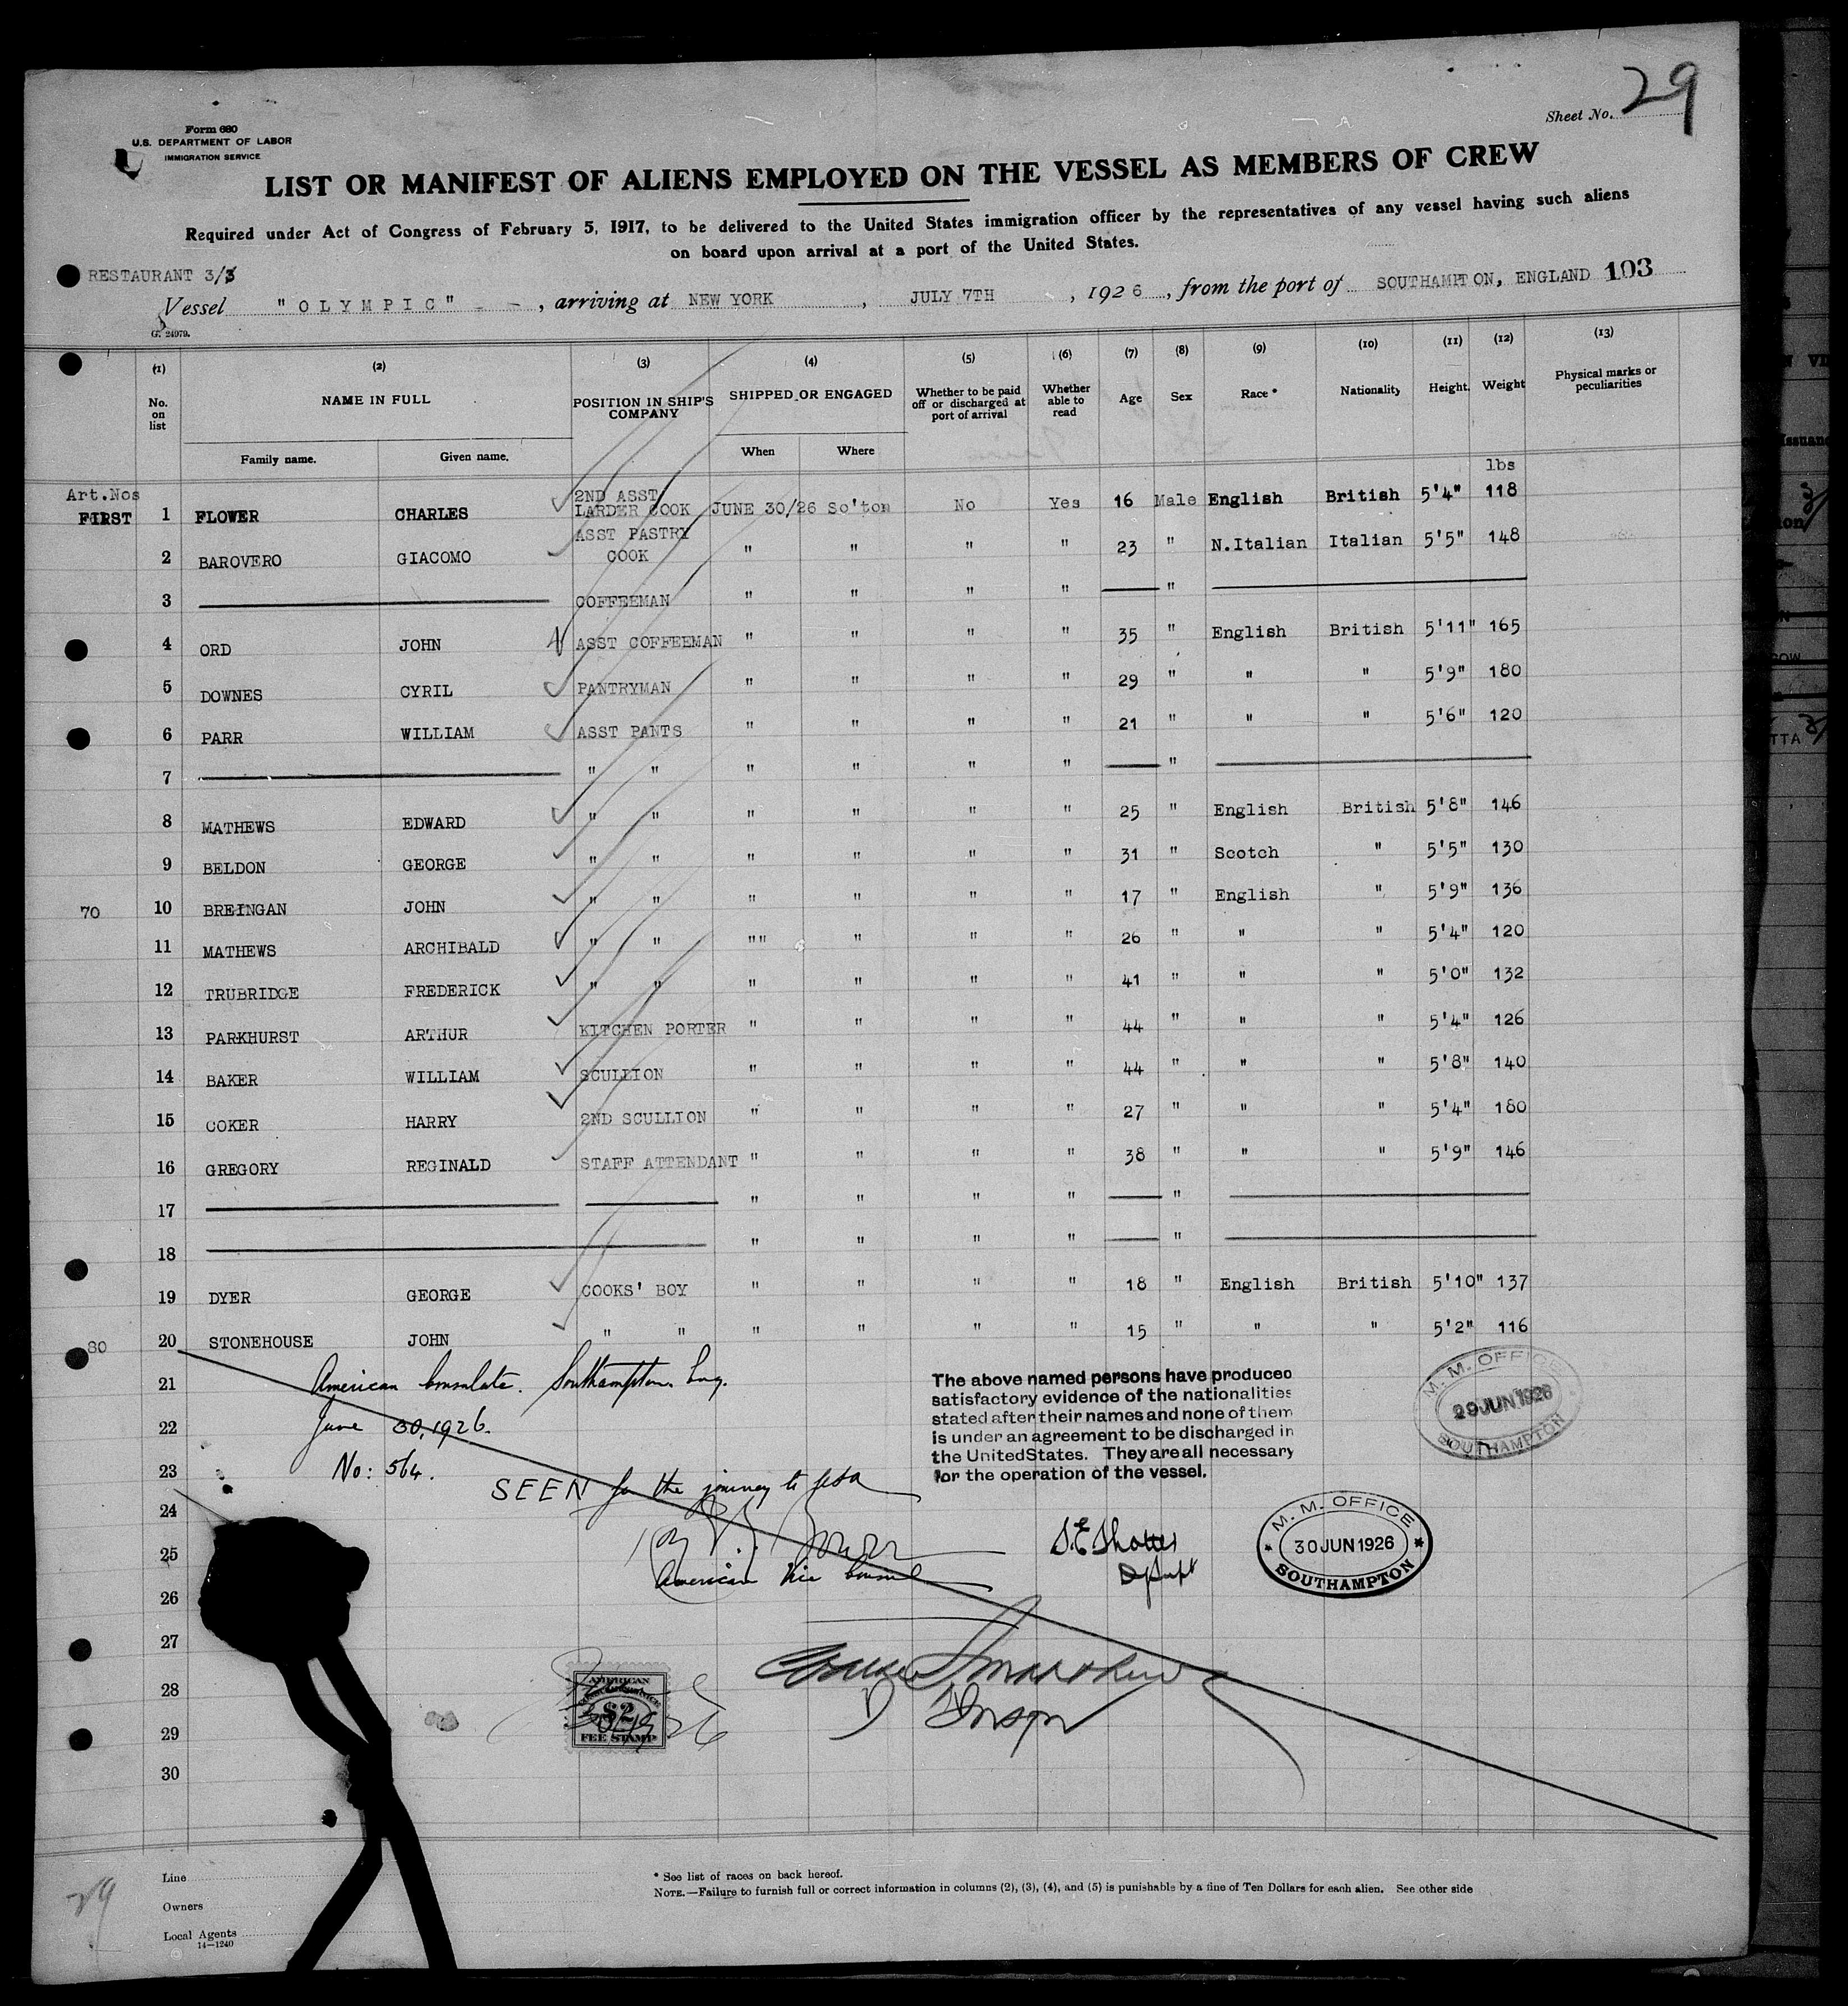 29
Sheet No.
Form 680
U.S. DEPARTMENT OF LABOR
IMMIGRATION SERVICE
LIST OR MANIFEST OF ALIENS EMPLOYED ON THE VESSEL AS MEMBERS OF CREW
Required under Act of Congress of February 5, 1917, to be delivered to the United States immigration officer by the representatives of any vessel having such aliens
on board upon arrival at a port of the United States.
RESTAURANT 3/3
Vessel "OLYMPIC" , arriving at NEW YORK , JULY 7TH , 1926 , from the port of SOUTHAMPTON, ENGLAND 103
G. 24979.
(1) (2) (3) (4) (5) (6) (7) (8) (9) (10) (11) (12) (13)
No. on list NAME IN FULL POSITION IN SHIP'S COMPANY SHIPPED OR ENGAGED Whether to be paid off or discharged at port of arrival Whether able to read Age Sex Race * Nationality Height. Weight Physical marks or peculiarities
Family name. Given name. When Where
lbs
Art.Nos
FIRST 1 FLOWER CHARLES 2ND ASST LARDER COOK JUNE 30/26 So'ton No Yes 16 Male English British 5'4" 118
2 BAROVERO GIACOMO ASST PASTRY COOK " " " " 23 " N.Italian Italian 5'5" 148
3 COFFEEMAN " " " " "
4 ORD JOHN ASST COFFEEMAN " " " " 35 " English British 5'11" 165
5 DOWNES CYRIL PANTRYMAN " " " " 29 " " " 5'9" 180
6 PARR WILLIAM ASST PANTS " " " " 21 " " " 5'6" 120
7 " " " " " " "
8 MATHEWS EDWARD " " " " " " 25 " English British 5'8" 146
9 BELDON GEORGE " " " " " " 31 " Scotch " 5'5" 130
70 10 BREINGAN JOHN " " " " " " 17 " English " 5'9" 136
11 MATHEWS ARCHIBALD " " "" " " " 26 " " " 5'4" 120
12 TRUBRIDGE FREDERICK " " " " " " 41 " " " 5'0" 132
13 PARKHURST ARTHUR KITCHEN PORTER " " " " 44 " " " 5'4" 126
14 BAKER WILLIAM SCULLION " " " " 44 " " " 5'8" 140
15 COKER HARRY 2ND SCULLION " " " " 27 " " " 5'4" 180
16 GREGORY REGINALD STAFF ATTENDANT " " " " 38 " " " 5'9" 146
17 " " " " "
18 " " " " "
19 DYER GEORGE COOKS' BOY " " " " 18 " English British 5'10" 137
80 20 STONEHOUSE JOHN " " " " " " 15 " " " 5'2" 116
21 American Consulate. Southampton. Eng.
22 June 30, 1926.
23 No: 564.
SEEN for the journey to USA
24
25
American Vice Consul
26
27
28
29
30
The above named persons have produced
satisfactory evidence of the nationalities
stated after their names and none of them
is under an agreement to be discharged in
the United States. They are all necessary
for the operation of the vessel.
M. M. OFFICE
29 JUN 1926
SOUTHAMPTON
M. M. OFFICE
30 JUN 1926
SOUTHAMPTON
AMERICAN
$2
FEE STAMP
29
Line
Owners
Local Agents
14—1240
* See list of races on back hereof.
NOTE.—Failure to furnish full or correct information in columns (2), (3), (4), and (5) is punishable by a fine of Ten Dollars for each alien. See other side